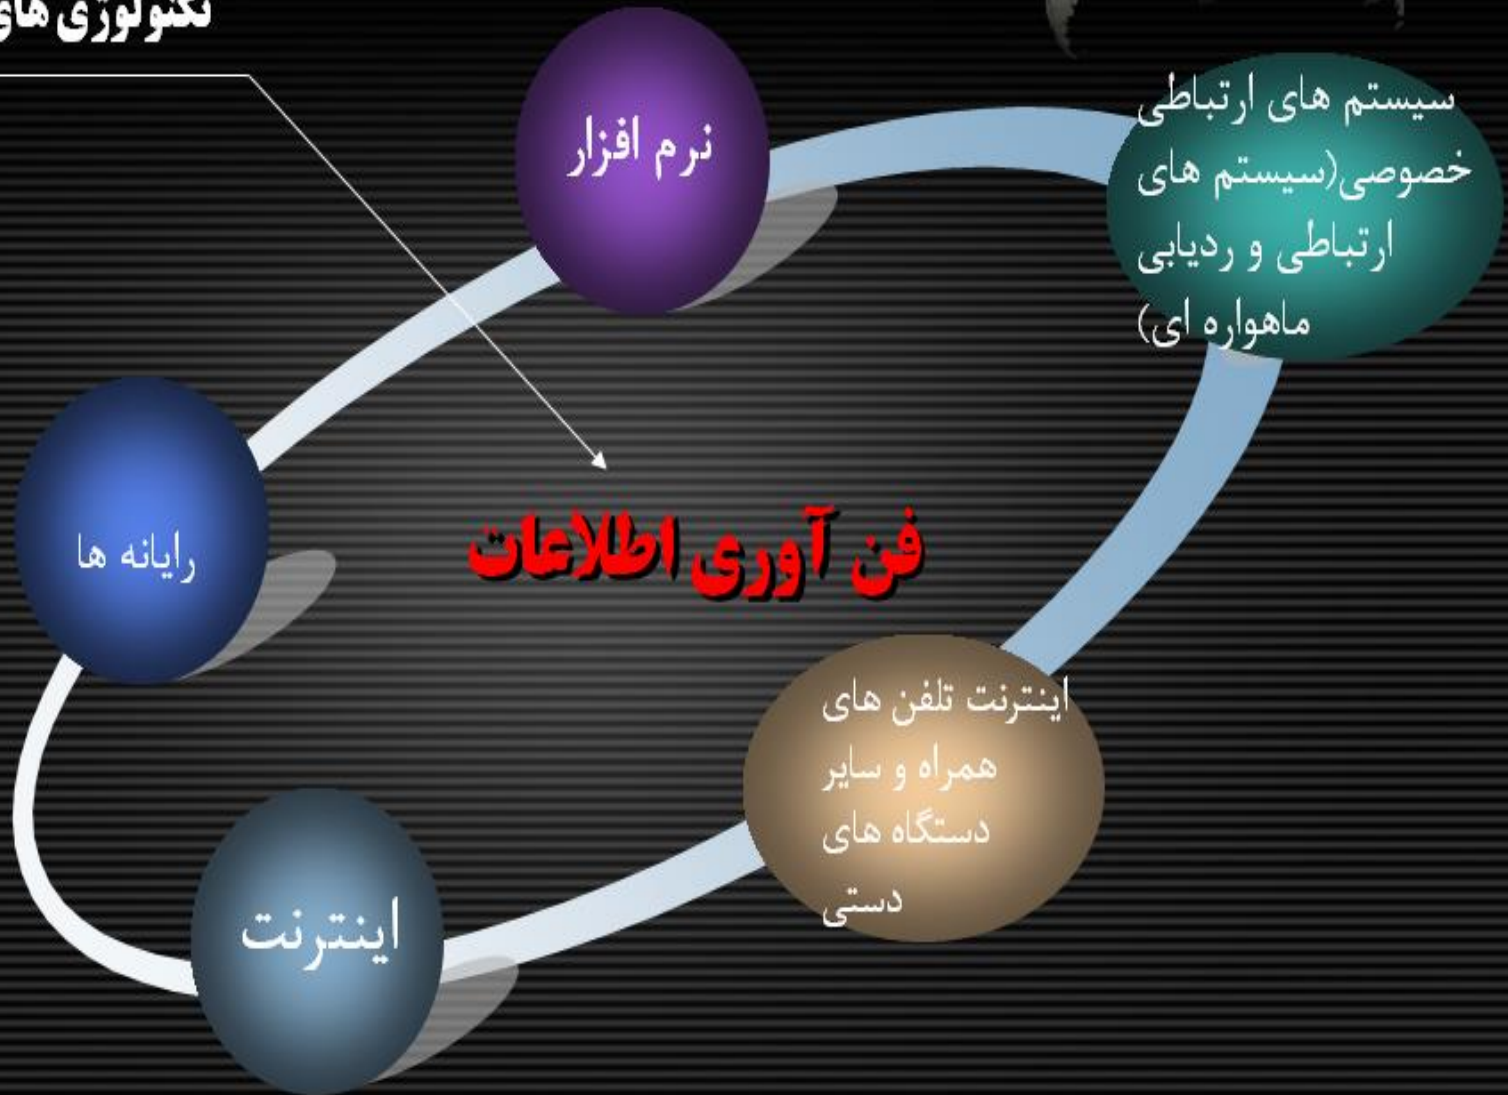 تکنولوژی های
نرم افزار
سیستم های ارتباطی
خصوصی(سیستم های
ارتباطی و ردیابی
ماهواره ای)
رایانه ها
فن آوری اطلاعات
اینترنت تلفن های
همراه و سایر
دستگاه های
دستی
اینترنت